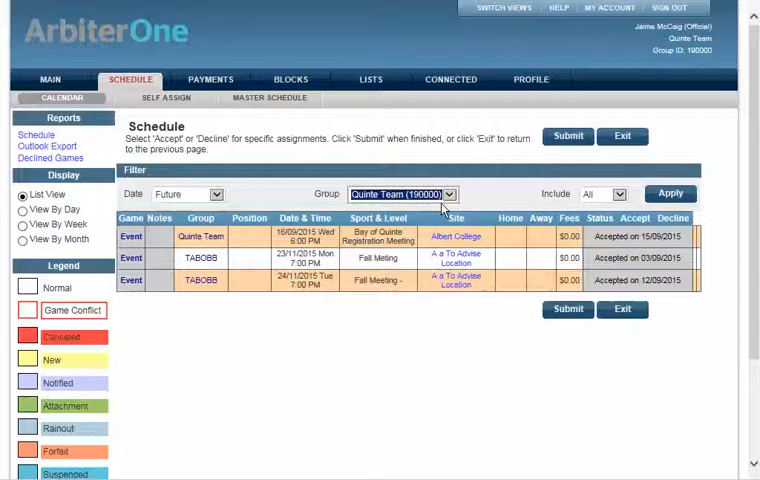 SWITCH VIEWS | HELP | MY ACCOUNT | SIGN OUT
ArbiterOne
Jaime McCaig (Official)
Quinte Team
Group ID: 190000
MAIN SCHEDULE PAYMENTS BLOCKS LISTS CONNECTED PROFILE
CALENDAR SELF ASSIGN MASTER SCHEDULE
Reports
Schedule
Outlook Export
Declined Games
Display
List View
View By Day
View By Week
View By Month
Legend
Normal
Game Conflict
Canceled
New
Notified
Attachment
Rainout
Forfeit
Suspended
Schedule
Select 'Accept' or 'Decline' for specific assignments. Click 'Submit' when finished, or click 'Exit' to return
to the previous page.
Submit Exit
Filter
Date Future Group Quinte Team (190000) Include All Apply
Game Notes Group Position Date & Time Sport & Level Site Home Away Fees Status Accept Decline
Event Quinte Team 16/09/2015 Wed 6:00 PM Bay of Quinte Registration Meeting Albert College $0.00 Accepted on 15/09/2015
Event TABOBB 23/11/2015 Mon 7:00 PM Fall Meting A a To Advise Location $0.00 Accepted on 03/09/2015
Event TABOBB 24/11/2015 Tue 7:00 PM Fall Meeting - A a To Advise Location $0.00 Accepted on 12/09/2015
Submit Exit